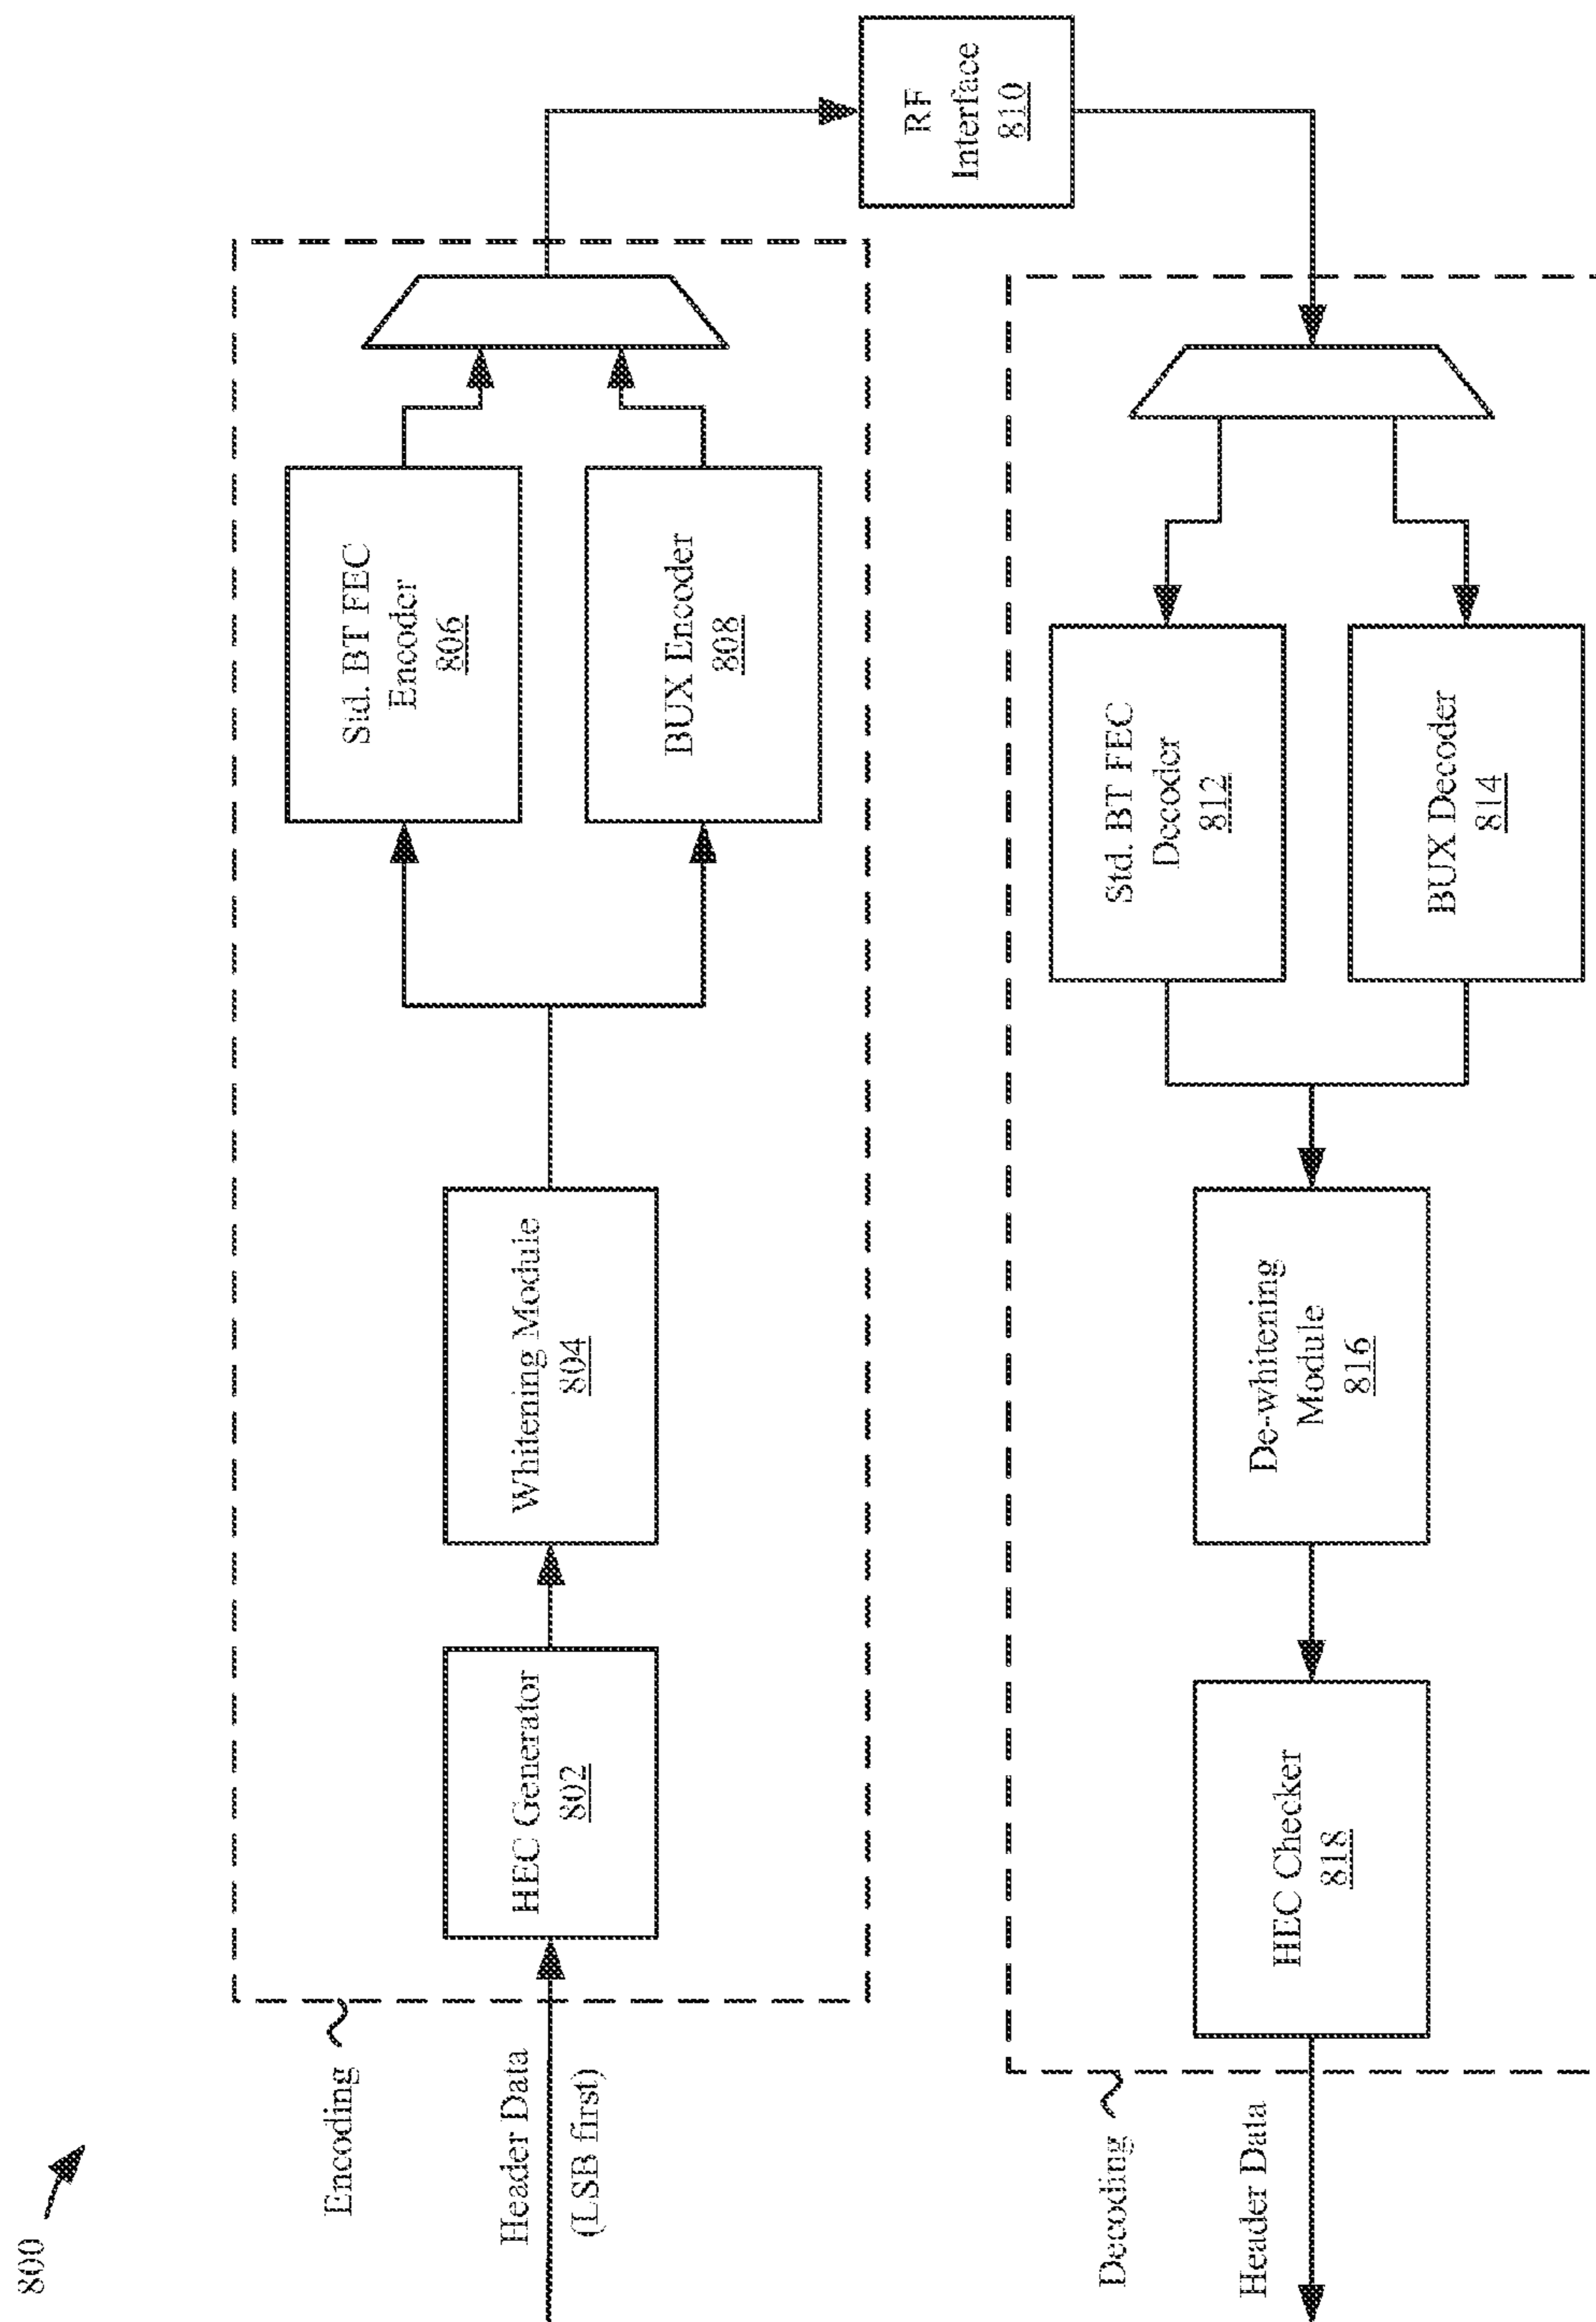 800
Encoding
Header Data
(LSB first)
HEC Generator
802
Whitening Module
804
Std. BT FEC
Encoder
806
BUX Encoder
808
RF
Interface
810
Decoding
Header Data
HEC Checker
818
De-whitening
Module
816
Std. BT FEC
Decoder
812
BUX Decoder
814